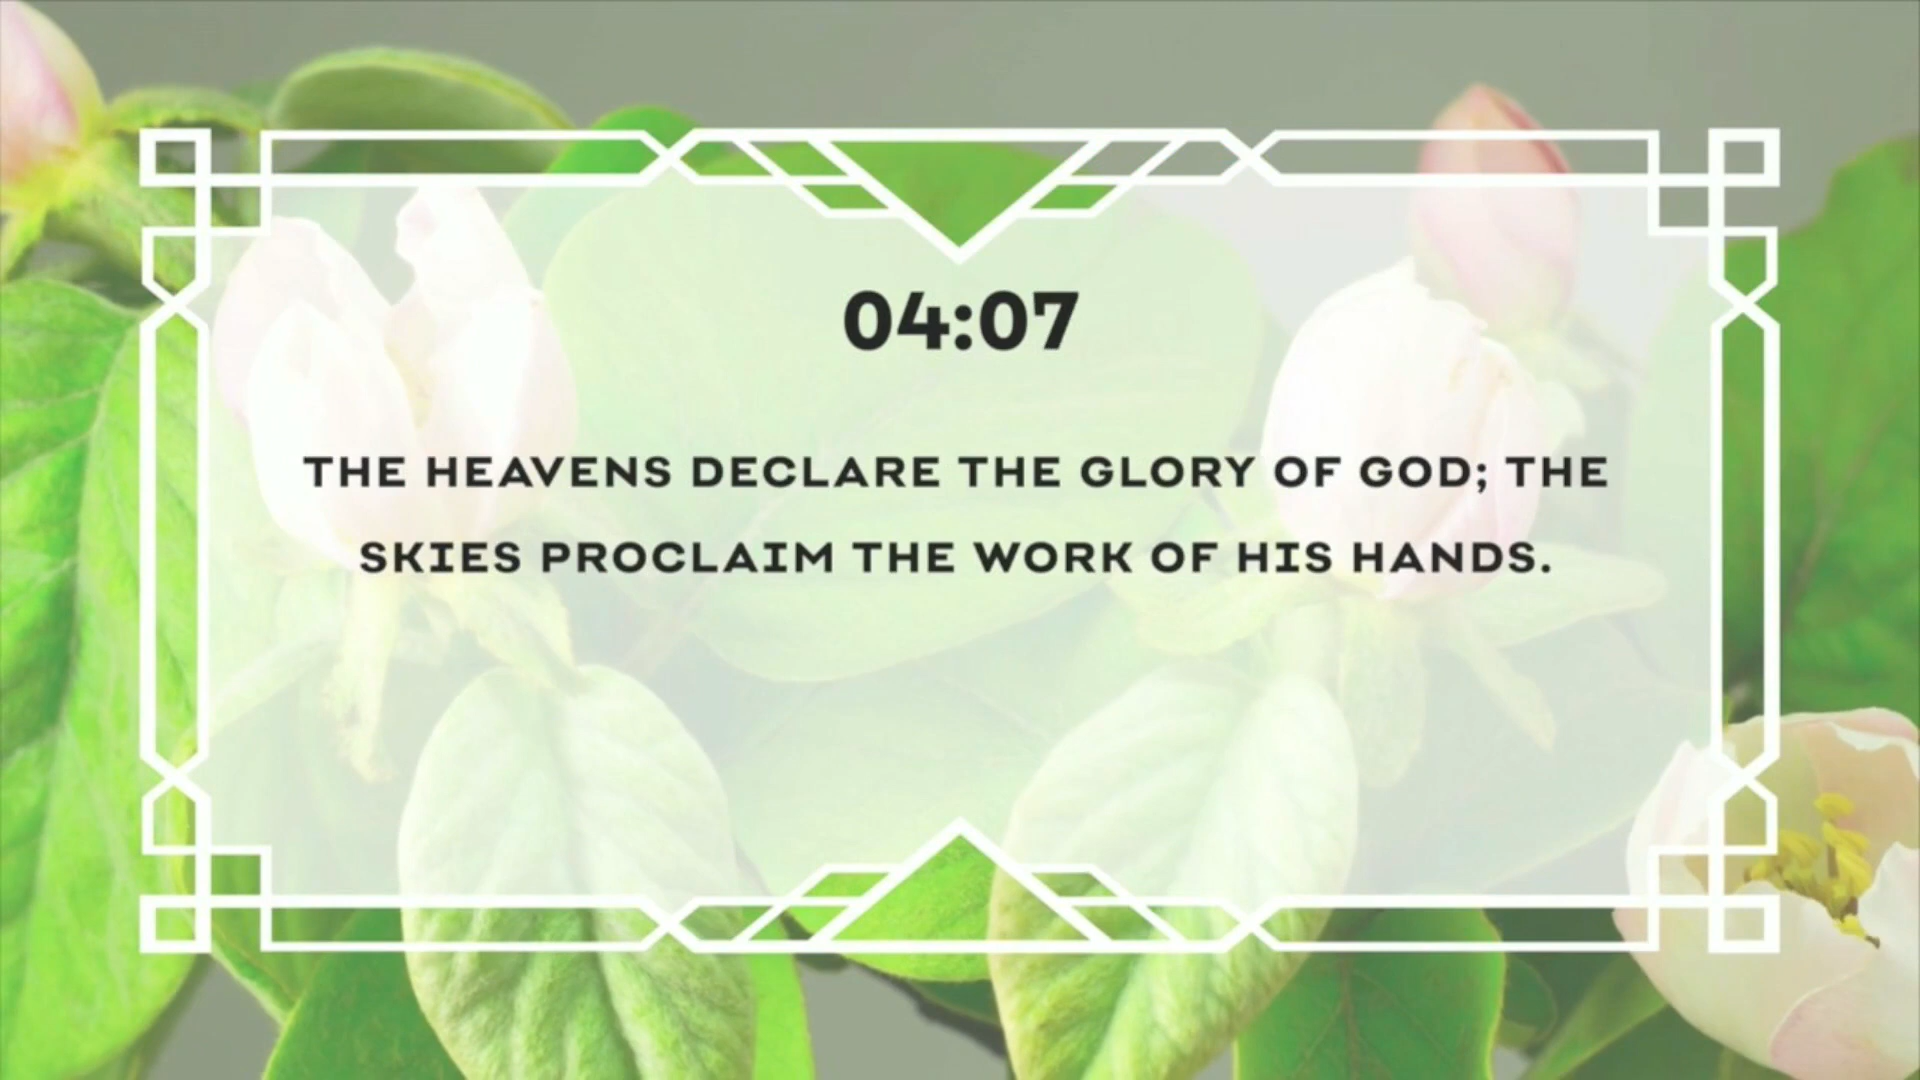 04:07
THE HEAVENS DECLARE THE GLORY OF GOD; THE
SKIES PROCLAIM THE WORK OF HIS HANDS.